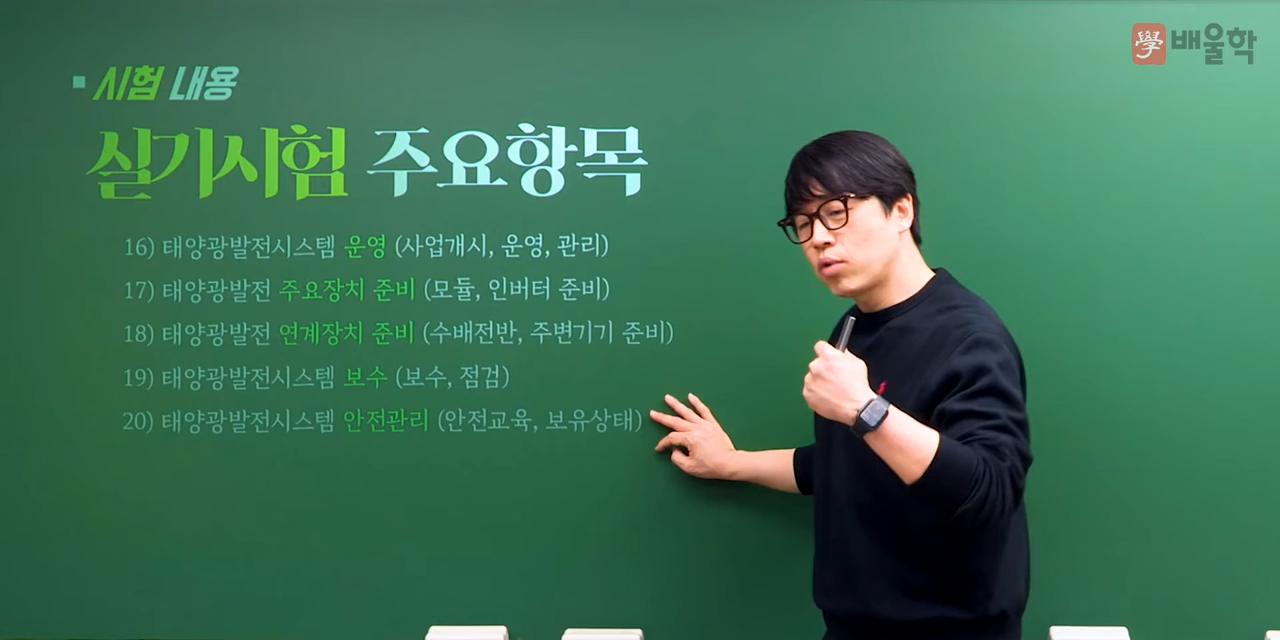 學 배울학
시험 내용
실기시험 주요항목
16) 태양광발전시스템 운영 (사업개시, 운영, 관리)
17) 태양광발전 주요장치 준비 (모듈, 인버터 준비)
18) 태양광발전 연계장치 준비 (수배전반, 주변기기 준비)
19) 태양광발전시스템 보수 (보수, 점검)
20) 태양광발전시스템 안전관리 (안전교육, 보유상태)